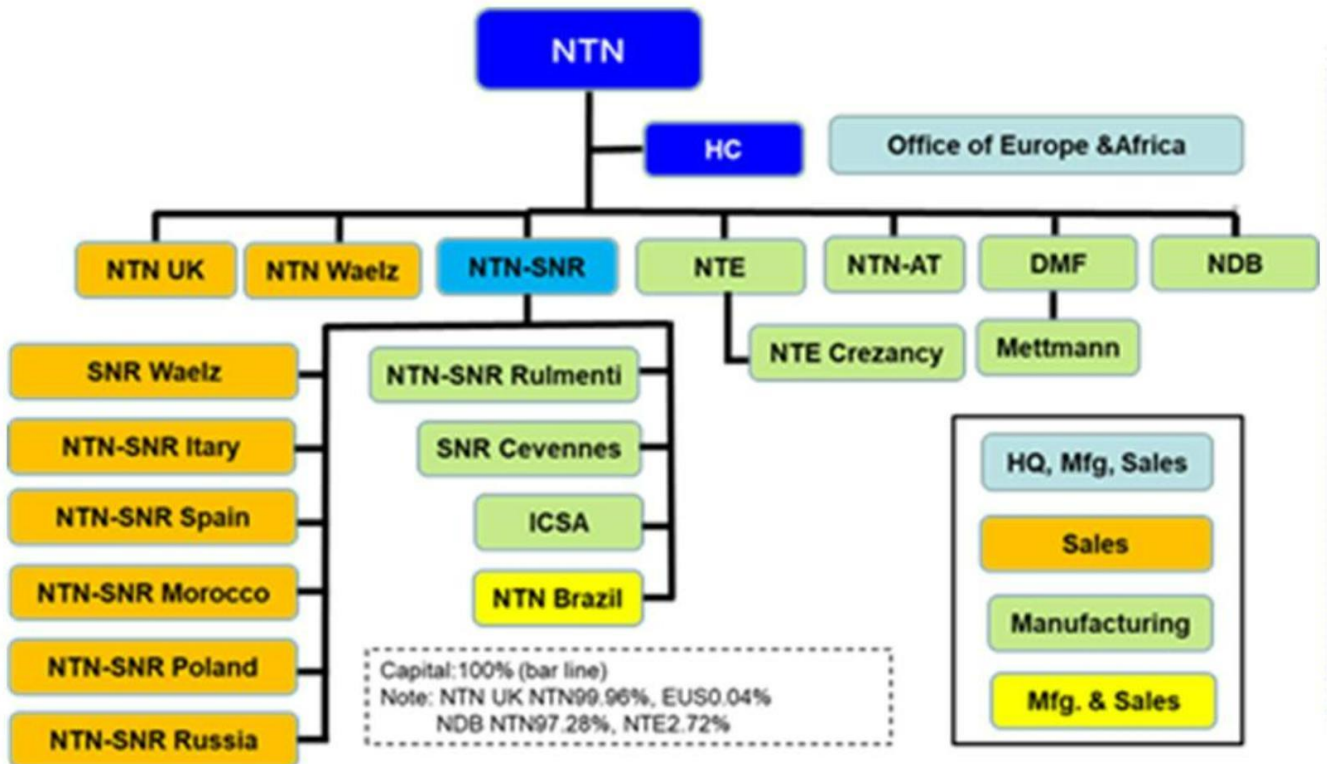 NTN
HC
Office of Europe &Africa
NTN UK
NTN Waelz
NTN-SNR
NTE
NTN-AT
DMF
NDB
NTE Crezancy
Mettmann
SNR Waelz
NTN-SNR Itary
NTN-SNR Spain
NTN-SNR Morocco
NTN-SNR Poland
NTN-SNR Russia
NTN-SNR Rulmenti
SNR Cevennes
ICSA
NTN Brazil
Capital:100% (bar line)
Note: NTN UK NTN99.96%, EUS0.04%
NDB NTN97.28%, NTE2.72%
HQ, Mfg, Sales
Sales
Manufacturing
Mfg. & Sales